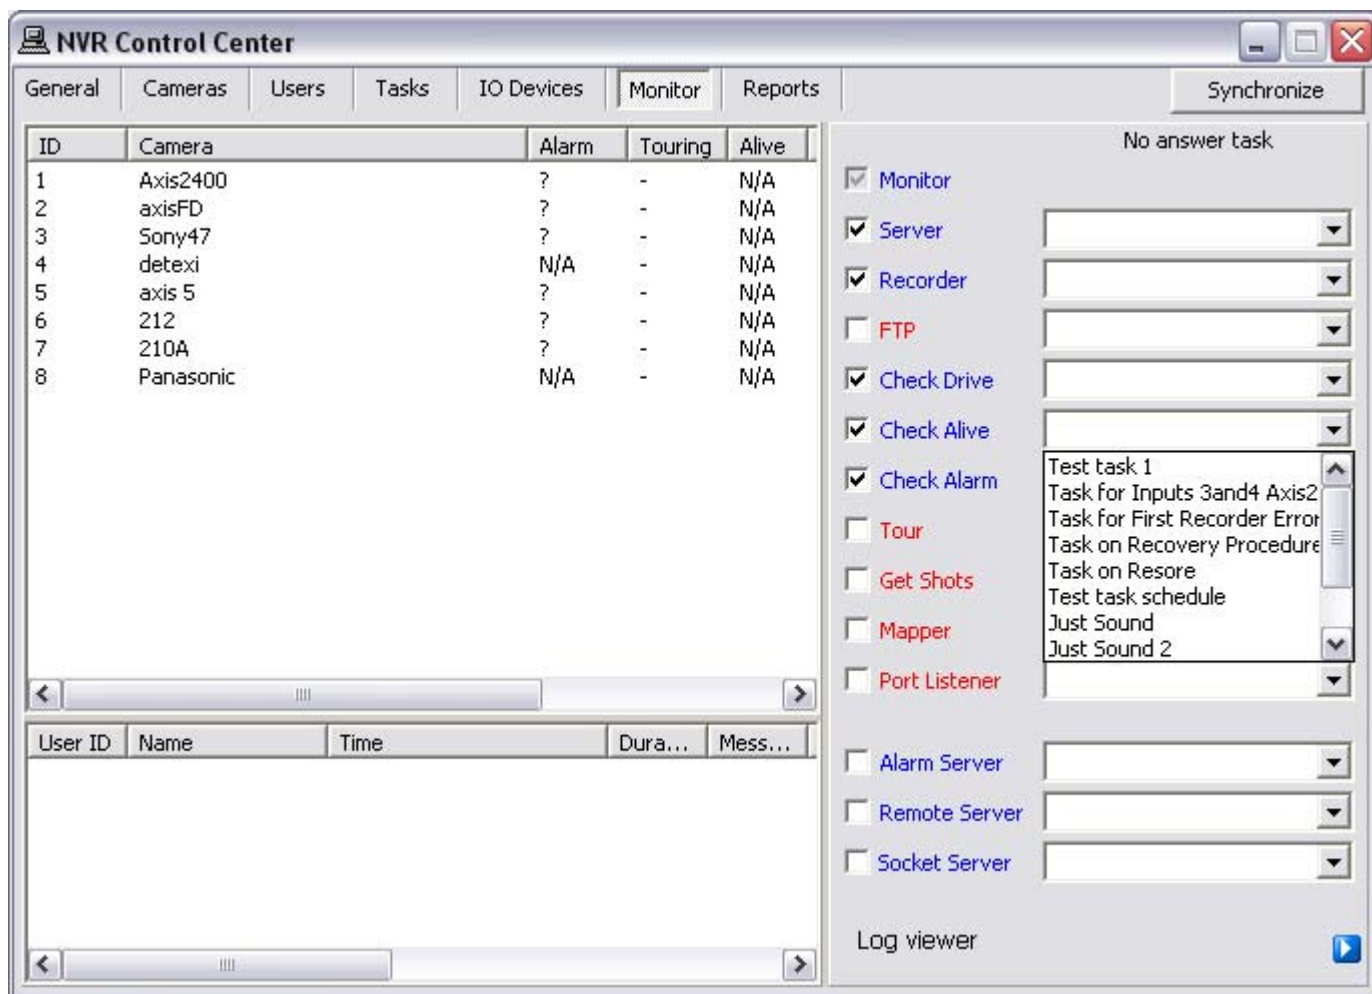 NVR Control Center
General Cameras Users Tasks IO Devices Monitor Reports Synchronize
ID Camera Alarm Touring Alive
1 Axis2400 ? - N/A
2 axisFD ? - N/A
3 Sony47 ? - N/A
4 detexi N/A - N/A
5 axis 5 ? - N/A
6 212 ? - N/A
7 210A ? - N/A
8 Panasonic N/A - N/A
User ID Name Time Dura... Mess...
No answer task
Monitor
Server
Recorder
FTP
Check Drive
Check Alive
Check Alarm
Tour
Get Shots
Mapper
Port Listener
Test task 1
Task for Inputs 3and4 Axis2
Task for First Recorder Error
Task on Recovery Procedure
Task on Resore
Test task schedule
Just Sound
Just Sound 2
Alarm Server
Remote Server
Socket Server
Log viewer